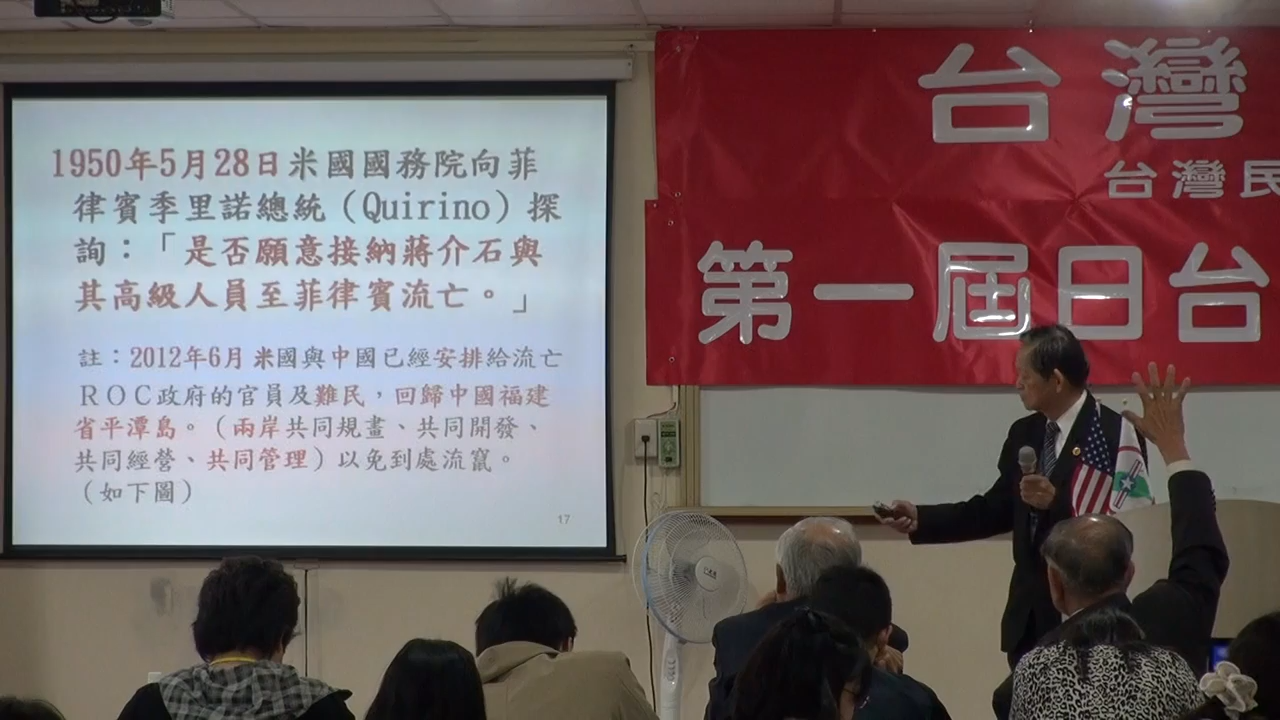 1950年5月28日米國國務院向菲
律賓季里諾總統（Quirino）探
詢：「是否願意接納蔣介石與
其高級人員至菲律賓流亡。」
註：2012年6月米國與中國已經安排給流亡
ＲＯＣ政府的官員及難民，回歸中國福建
省平潭島。（兩岸共同規畫、共同開發、
共同經營、共同管理）以免到處流竄。
（如下圖）
17
台灣
台灣民
第一屆日台